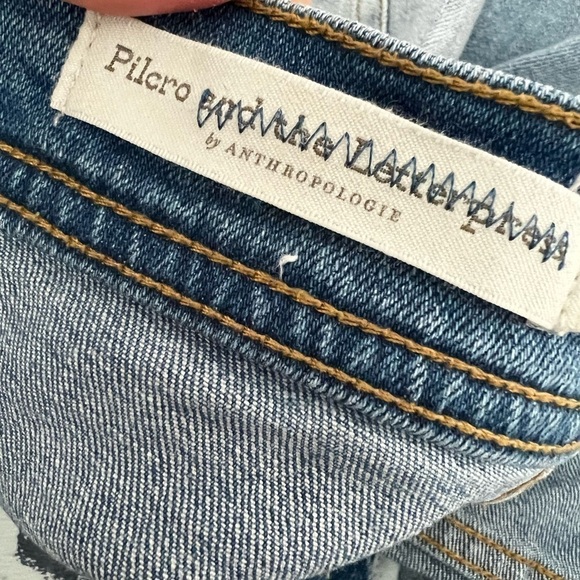 Pilcro and the Letterpress
by ANTHROPOLOGIE